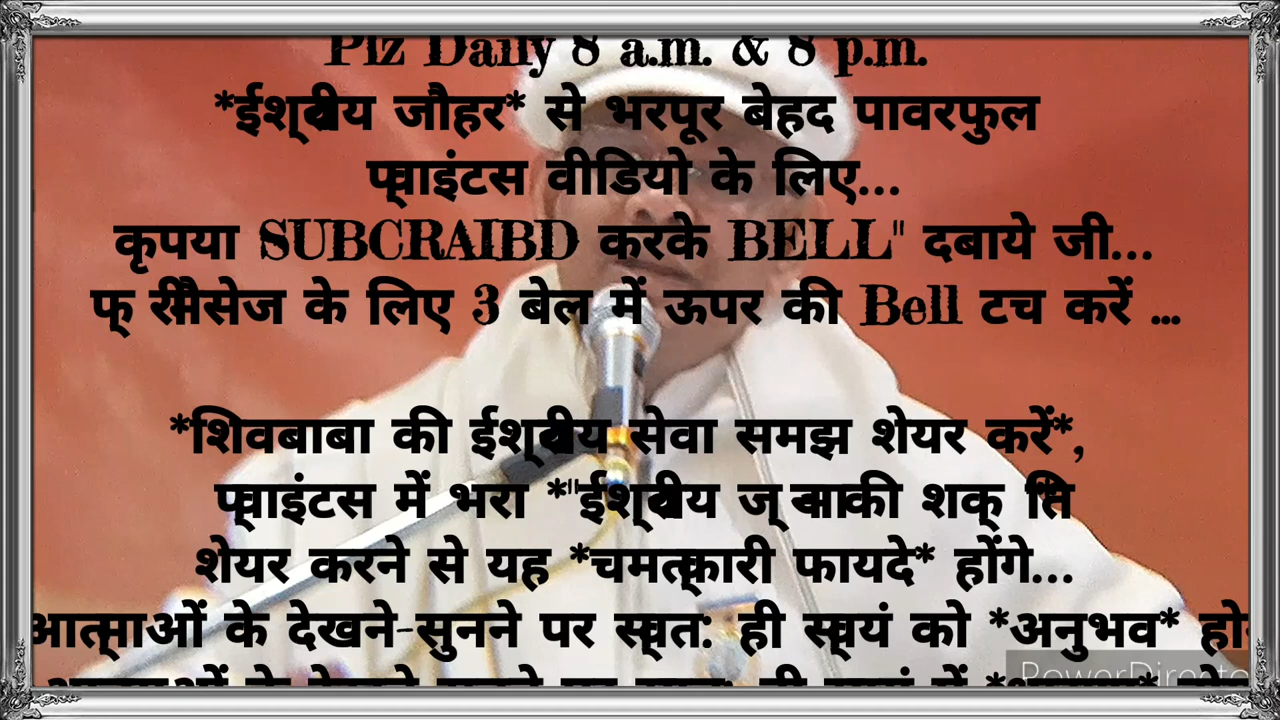 Plz Daily 8 a.m. & 8 p.m.
*ईश्वरीय जौहर* से भरपूर बेहद पावरफुल
प्वाइंटस वीडियो के लिए...
कृपया SUBCRAIBD करके BELL" दबाये जी...
फ्री मैसेज के लिए 3 बेल में ऊपर की Bell टच करें ...
*शिवबाबा की ईश्वरीय सेवा समझ शेयर करें*,
प्वाइंटस में भरा *"ईश्वरीय ज्ञान की शक्ति"
शेयर करने से यह *चमत्कारी फायदे* होंगे...
आत्माओं के देखने-सुनने पर स्वत: ही स्वयं को *अनुभव*
PowerDirector